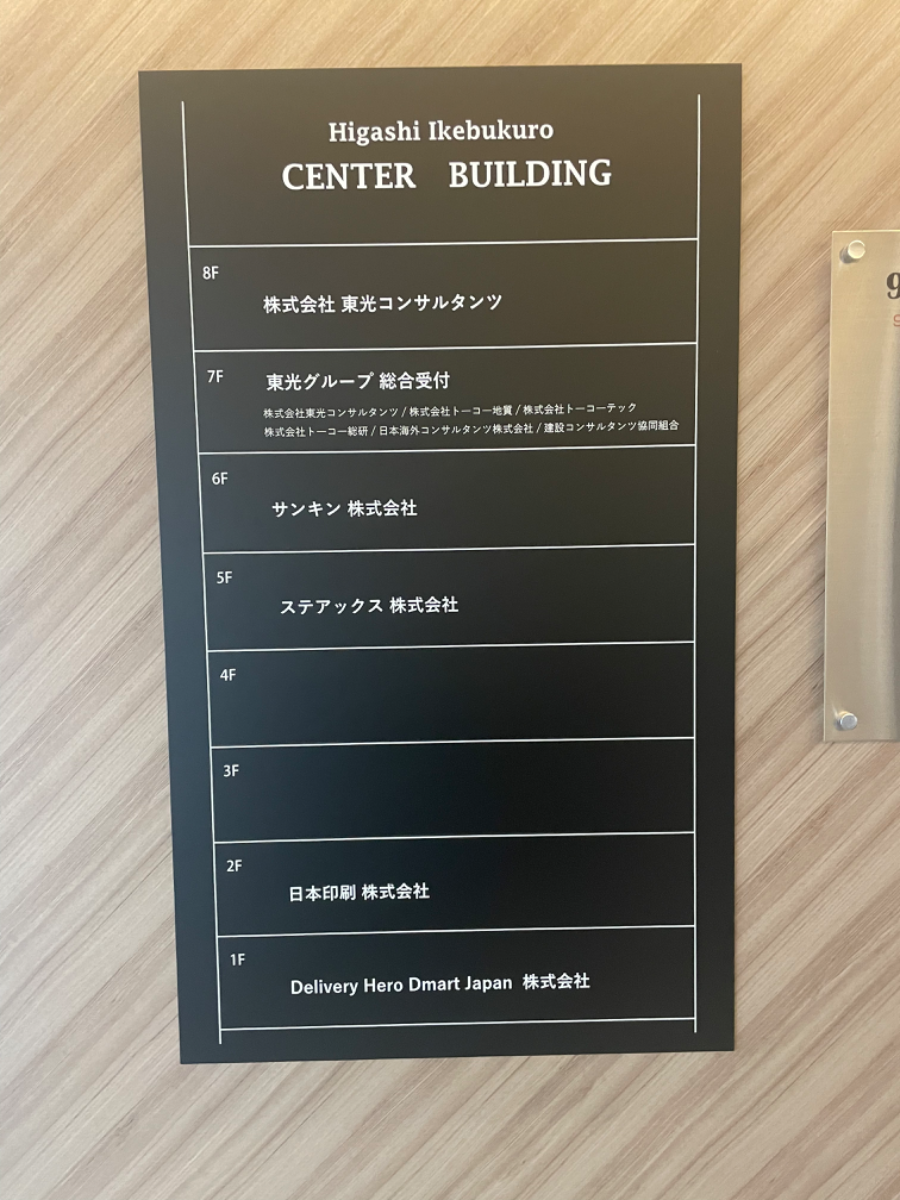 Higashi Ikebukuro
CENTER BUILDING
8F
株式会社 東光コンサルタンツ
7F
東光グループ 総合受付
株式会社東光コンサルタンツ / 株式会社トーコー地質 / 株式会社トーコーテック
株式会社トーコー総研 / 日本海外コンサルタンツ株式会社 / 建設コンサルタンツ協同組合
6F
サンキン 株式会社
5F
ステアックス 株式会社
4F
3F
2F
日本印刷 株式会社
1F
Delivery Hero Dmart Japan 株式会社
9